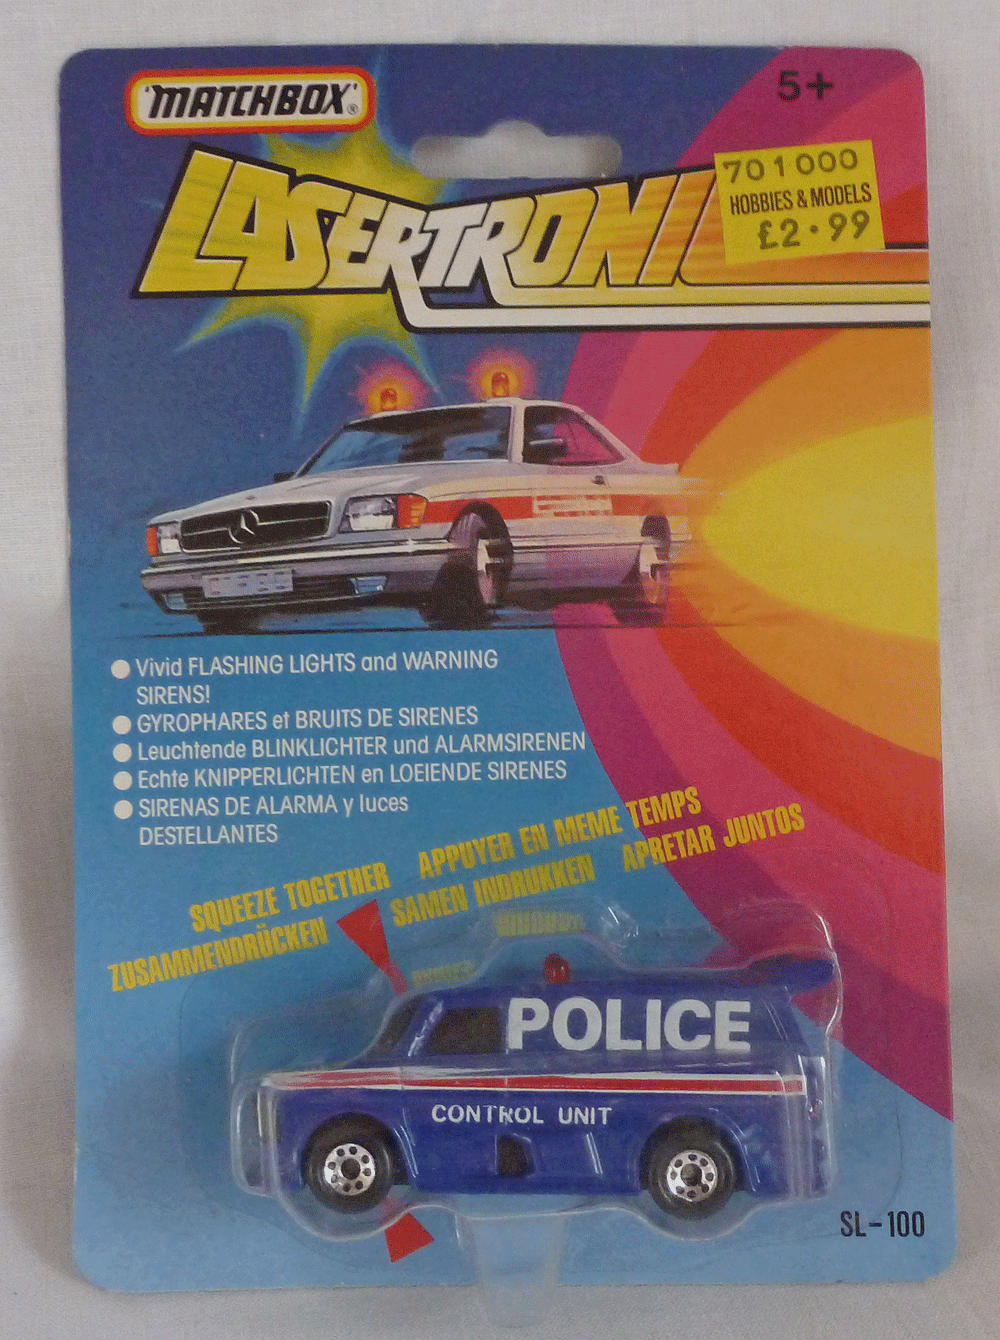 'MATCHBOX'®
5+
LASERTRONIC
701000
HOBBIES & MODELS
£2.99
● Vivid FLASHING LIGHTS and WARNING
SIRENS!
● GYROPHARES et BRUITS DE SIRENES
● Leuchtende BLINKLICHTER und ALARMSIRENEN
● Echte KNIPPERLICHTEN en LOEIENDE SIRENES
● SIRENAS DE ALARMA y luces
DESTELLANTES
SQUEEZE TOGETHER APPUYER EN MEME TEMPS
ZUSAMMENDRÜCKEN SAMEN INDRUKKEN APRETAR JUNTOS
POLICE
CONTROL UNIT
SL-100